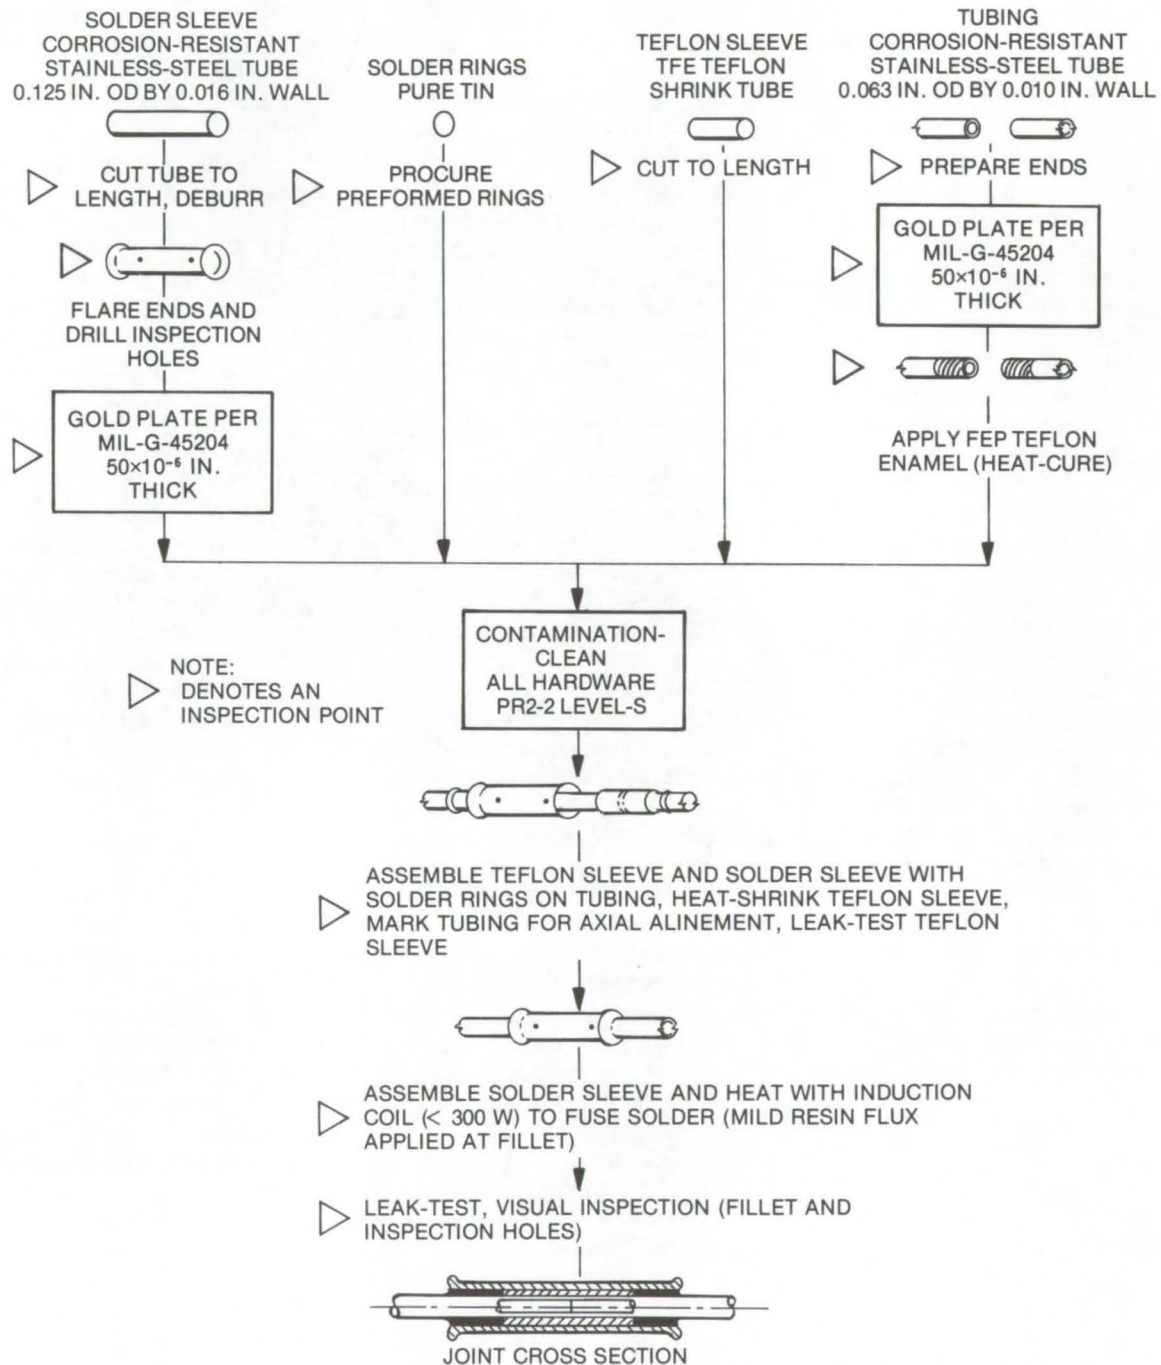 SOLDER SLEEVE
CORROSION-RESISTANT
STAINLESS-STEEL TUBE
0.125 IN. OD BY 0.016 IN. WALL
CUT TUBE TO
LENGTH, DEBURR
FLARE ENDS AND
DRILL INSPECTION
HOLES
GOLD PLATE PER
MIL-G-45204
50×10⁻⁶ IN.
THICK
SOLDER RINGS
PURE TIN
PROCURE
PREFORMED RINGS
TEFLON SLEEVE
TFE TEFLON
SHRINK TUBE
CUT TO LENGTH
TUBING
CORROSION-RESISTANT
STAINLESS-STEEL TUBE
0.063 IN. OD BY 0.010 IN. WALL
PREPARE ENDS
GOLD PLATE PER
MIL-G-45204
50×10⁻⁶ IN.
THICK
APPLY FEP TEFLON
ENAMEL (HEAT-CURE)
CONTAMINATION-
CLEAN
ALL HARDWARE
PR2-2 LEVEL-S
NOTE:
DENOTES AN
INSPECTION POINT
ASSEMBLE TEFLON SLEEVE AND SOLDER SLEEVE WITH
SOLDER RINGS ON TUBING, HEAT-SHRINK TEFLON SLEEVE,
MARK TUBING FOR AXIAL ALINEMENT, LEAK-TEST TEFLON
SLEEVE
ASSEMBLE SOLDER SLEEVE AND HEAT WITH INDUCTION
COIL (< 300 W) TO FUSE SOLDER (MILD RESIN FLUX
APPLIED AT FILLET)
LEAK-TEST, VISUAL INSPECTION (FILLET AND
INSPECTION HOLES)
JOINT CROSS SECTION